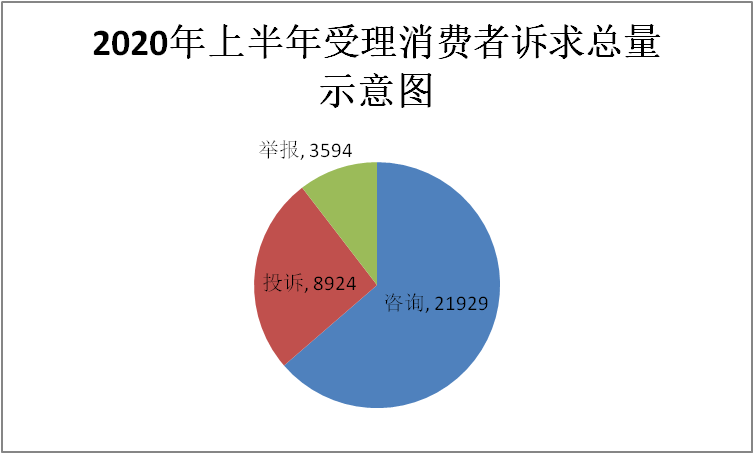 2020年上半年受理消费者诉求总量
示意图
举报, 3594
投诉, 8924
咨询, 21929